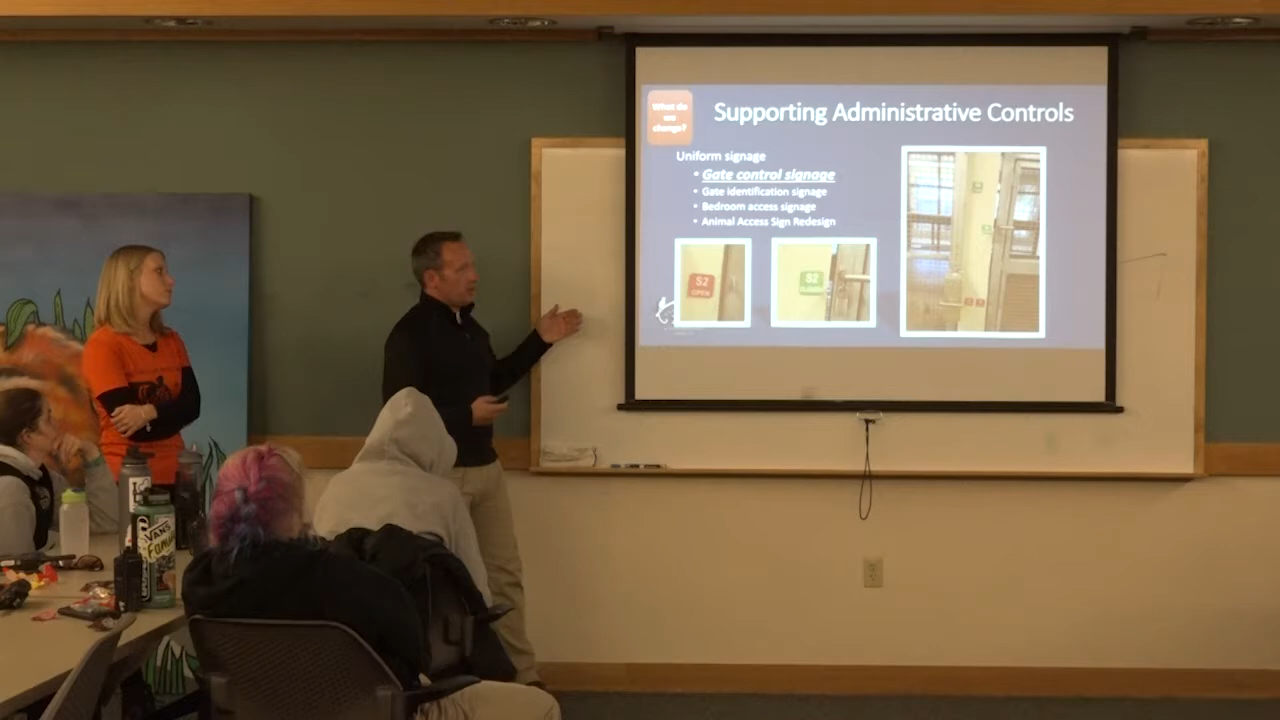 What do
we
change?
Supporting Administrative Controls
Uniform signage
• Gate control signage
• Gate identification signage
• Bedroom access signage
• Animal Access Sign Redesign
S2
OPEN
S2
VANS
Family